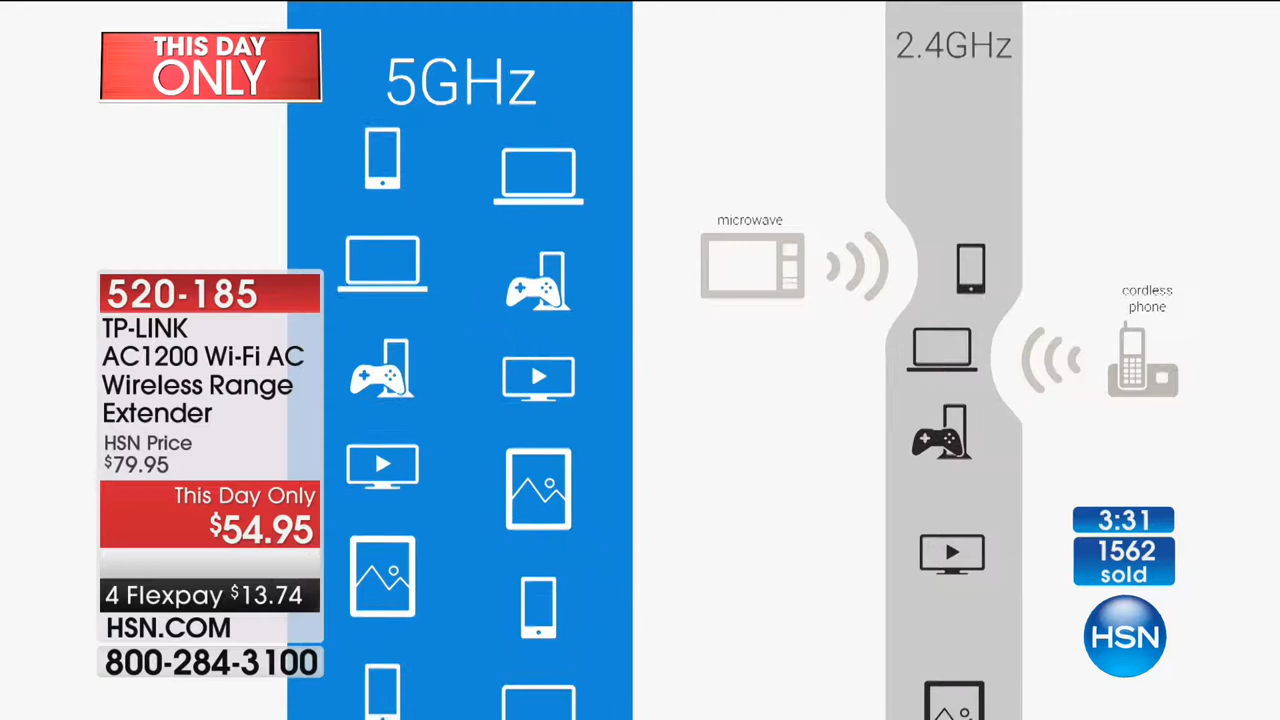 THIS DAY
ONLY
5GHz
2.4GHz
microwave
cordless
phone
520-185
TP-LINK
AC1200 Wi-Fi AC
Wireless Range
Extender
HSN Price
$79.95
This Day Only
$54.95
4 Flexpay $13.74
HSN.COM
800-284-3100
3:31
1562
sold
HSN